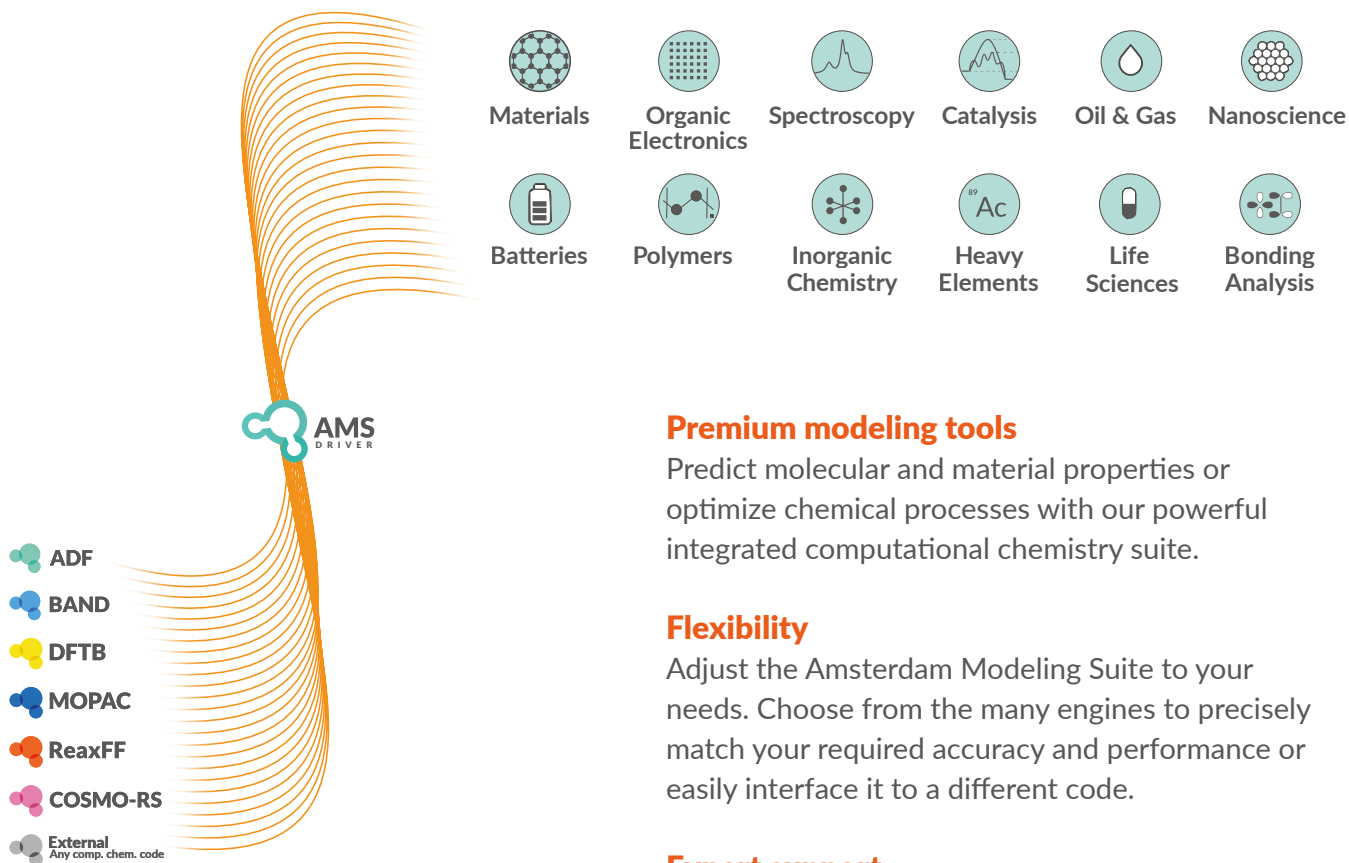 Materials
Organic
Electronics
Spectroscopy
Catalysis
Oil & Gas
Nanoscience
Batteries
Polymers
Inorganic
Chemistry
89
Ac
Heavy
Elements
Life
Sciences
Bonding
Analysis
AMS
DRIVER
ADF
BAND
DFTB
MOPAC
ReaxFF
COSMO-RS
External
Any comp. chem. code
Premium modeling tools
Predict molecular and material properties or
optimize chemical processes with our powerful
integrated computational chemistry suite.
Flexibility
Adjust the Amsterdam Modeling Suite to your
needs. Choose from the many engines to precisely
match your required accuracy and performance or
easily interface it to a different code.
Expert support